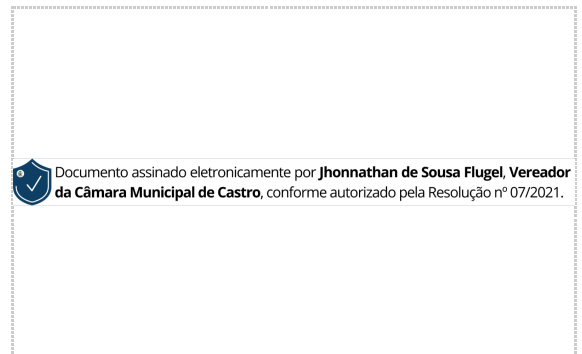 Documento assinado eletronicamente por Jhonnathan de Sousa Flugel, Vereador
da Câmara Municipal de Castro, conforme autorizado pela Resolução nº 07/2021.